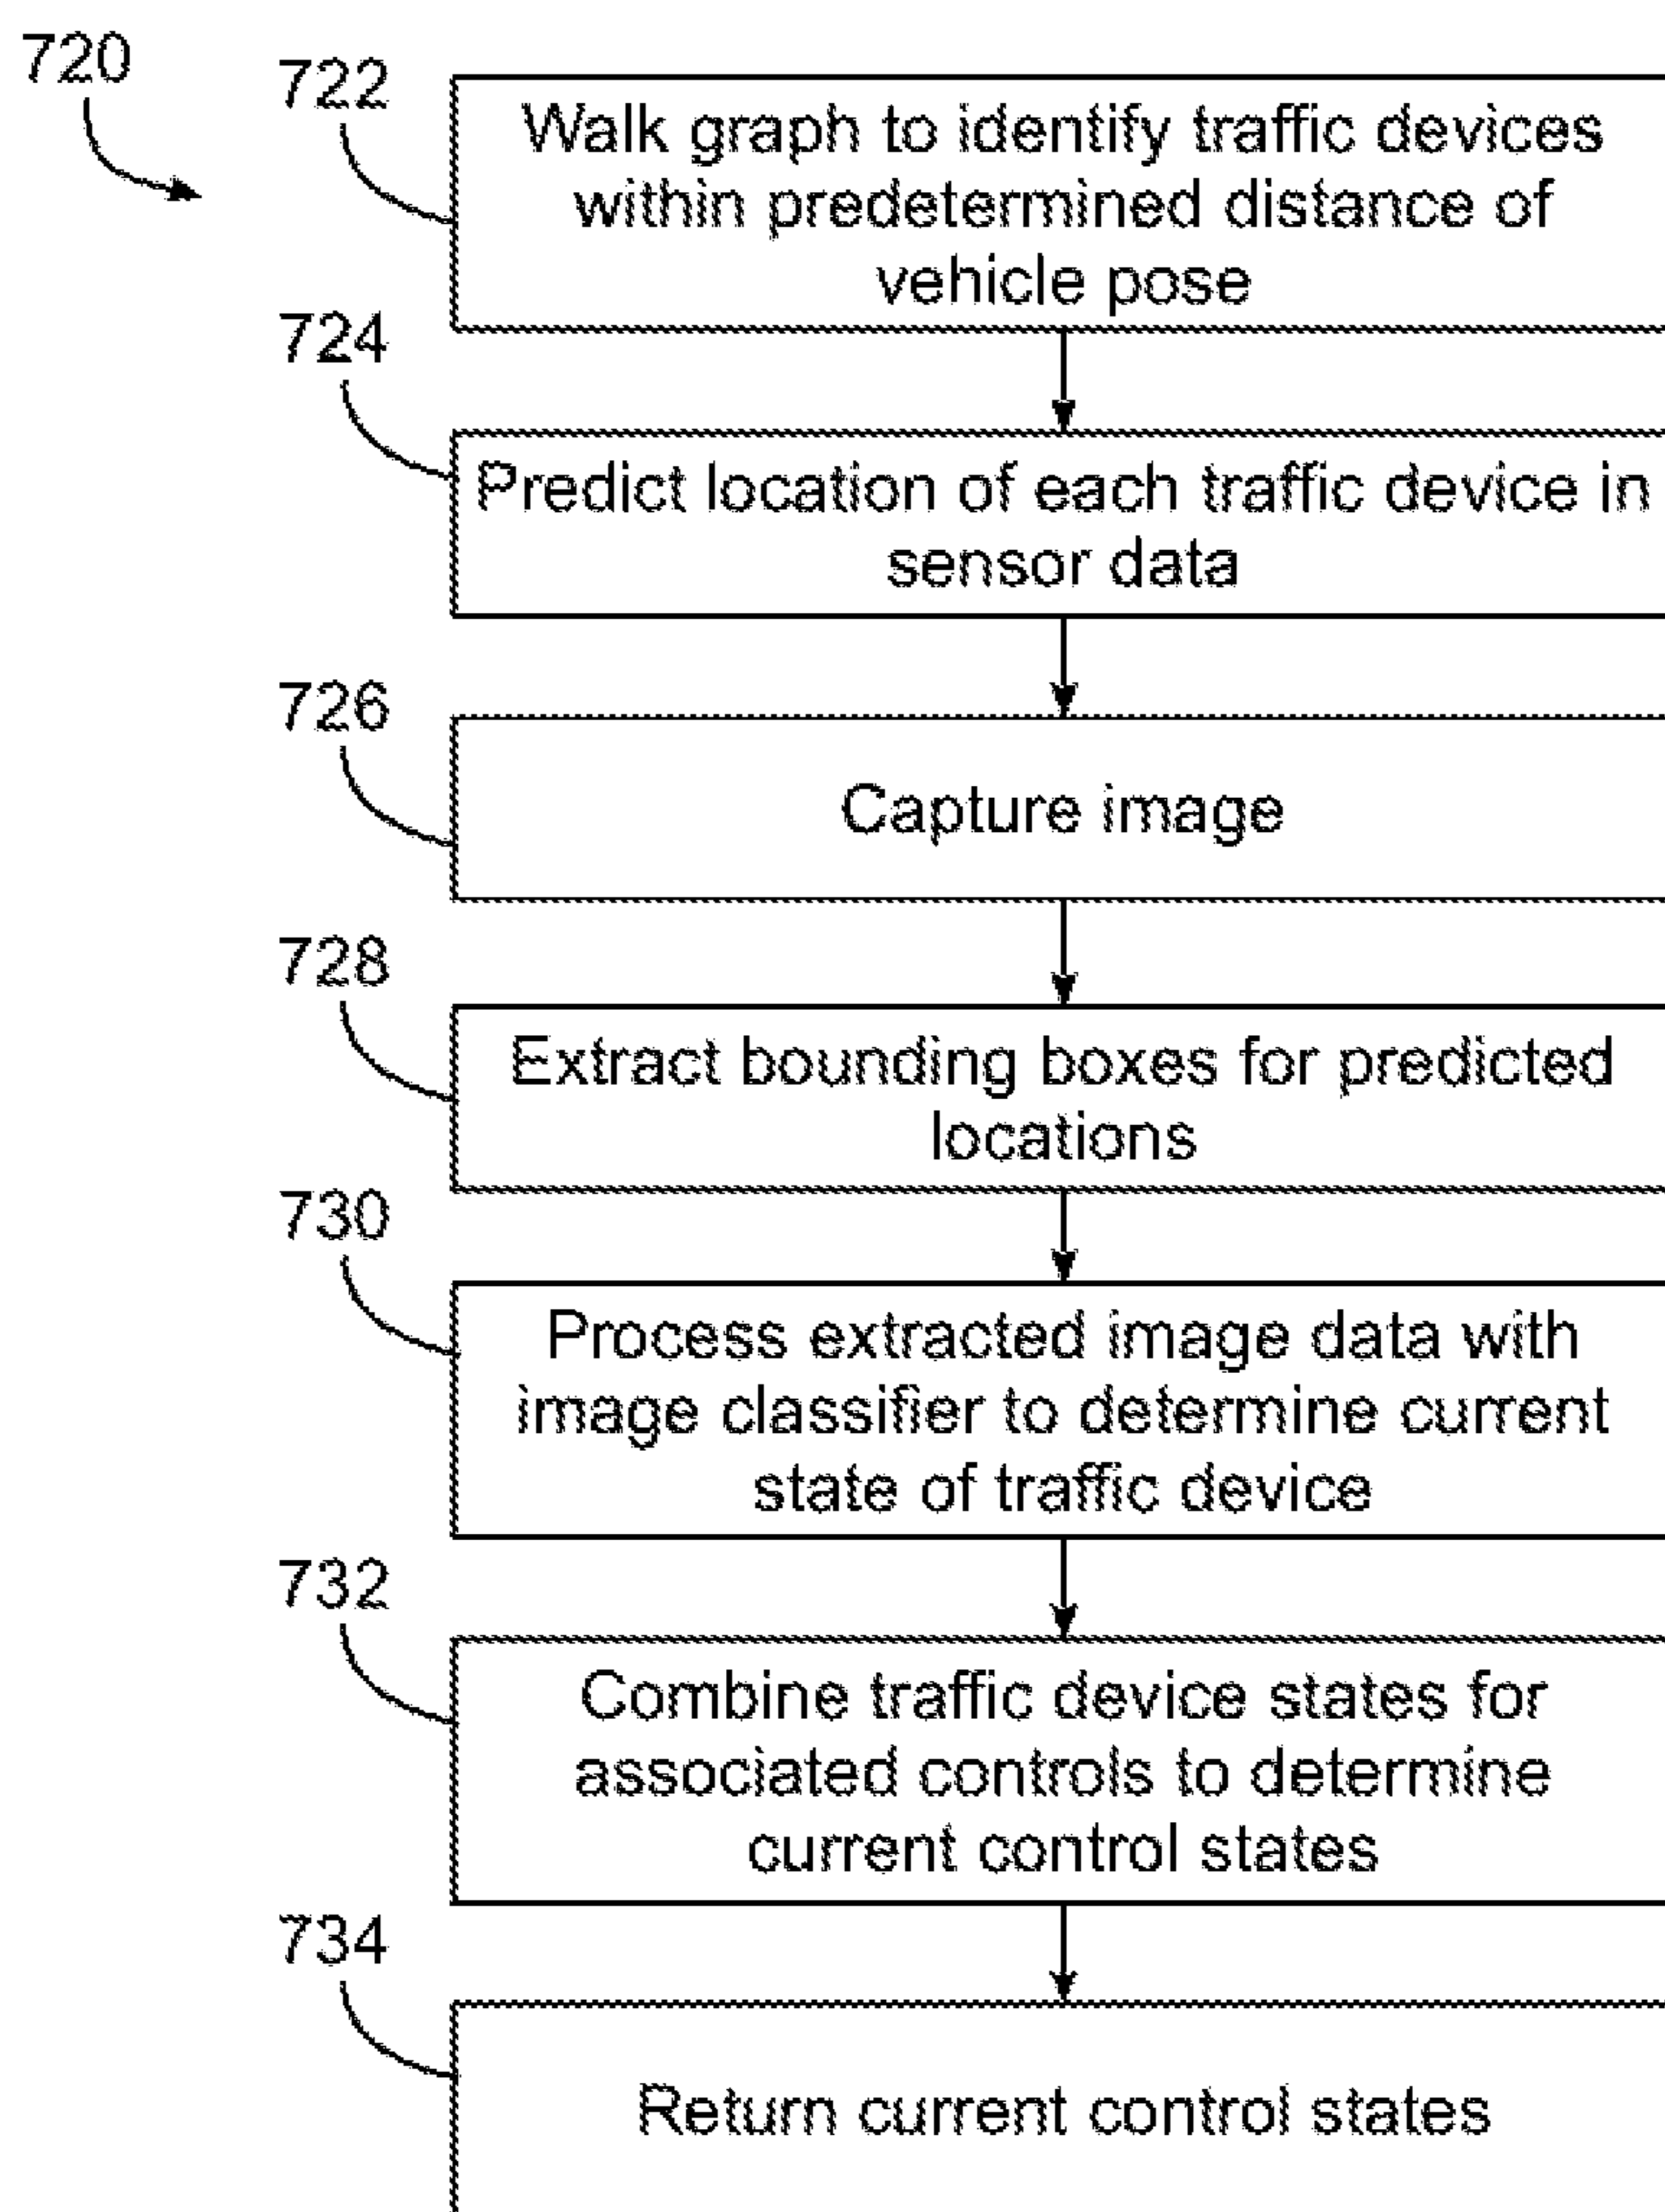 720
722
Walk graph to identify traffic devices
within predetermined distance of
vehicle pose
724
Predict location of each traffic device in
sensor data
726
Capture image
728
Extract bounding boxes for predicted
locations
730
Process extracted image data with
image classifier to determine current
state of traffic device
732
Combine traffic device states for
associated controls to determine
current control states
734
Return current control states